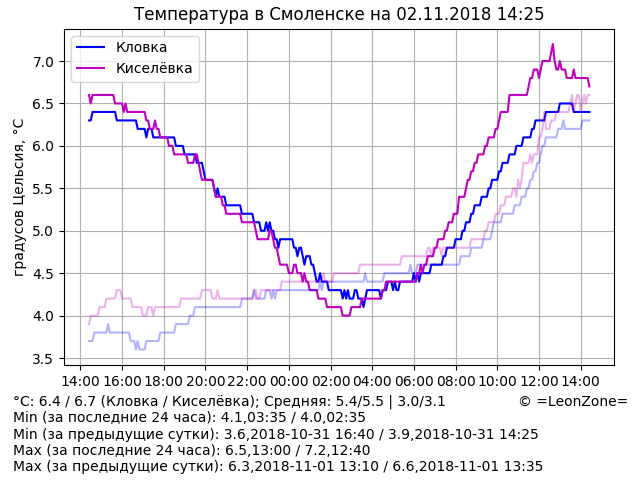 Температура в Смоленске на 02.11.2018 14:25
Кловка
Киселёвка
градусов Цельсия, °C
7.0
6.5
6.0
5.5
5.0
4.5
4.0
3.5
14:00 16:00 18:00 20:00 22:00 00:00 02:00 04:00 06:00 08:00 10:00 12:00 14:00
°C: 6.4 / 6.7 (Кловка / Киселёвка); Средняя: 5.4/5.5 | 3.0/3.1 © =LeonZone=
Min (за последние 24 часа): 4.1,03:35 / 4.0,02:35
Min (за предыдущие сутки): 3.6,2018-10-31 16:40 / 3.9,2018-10-31 14:25
Max (за последние 24 часа): 6.5,13:00 / 7.2,12:40
Max (за предыдущие сутки): 6.3,2018-11-01 13:10 / 6.6,2018-11-01 13:35